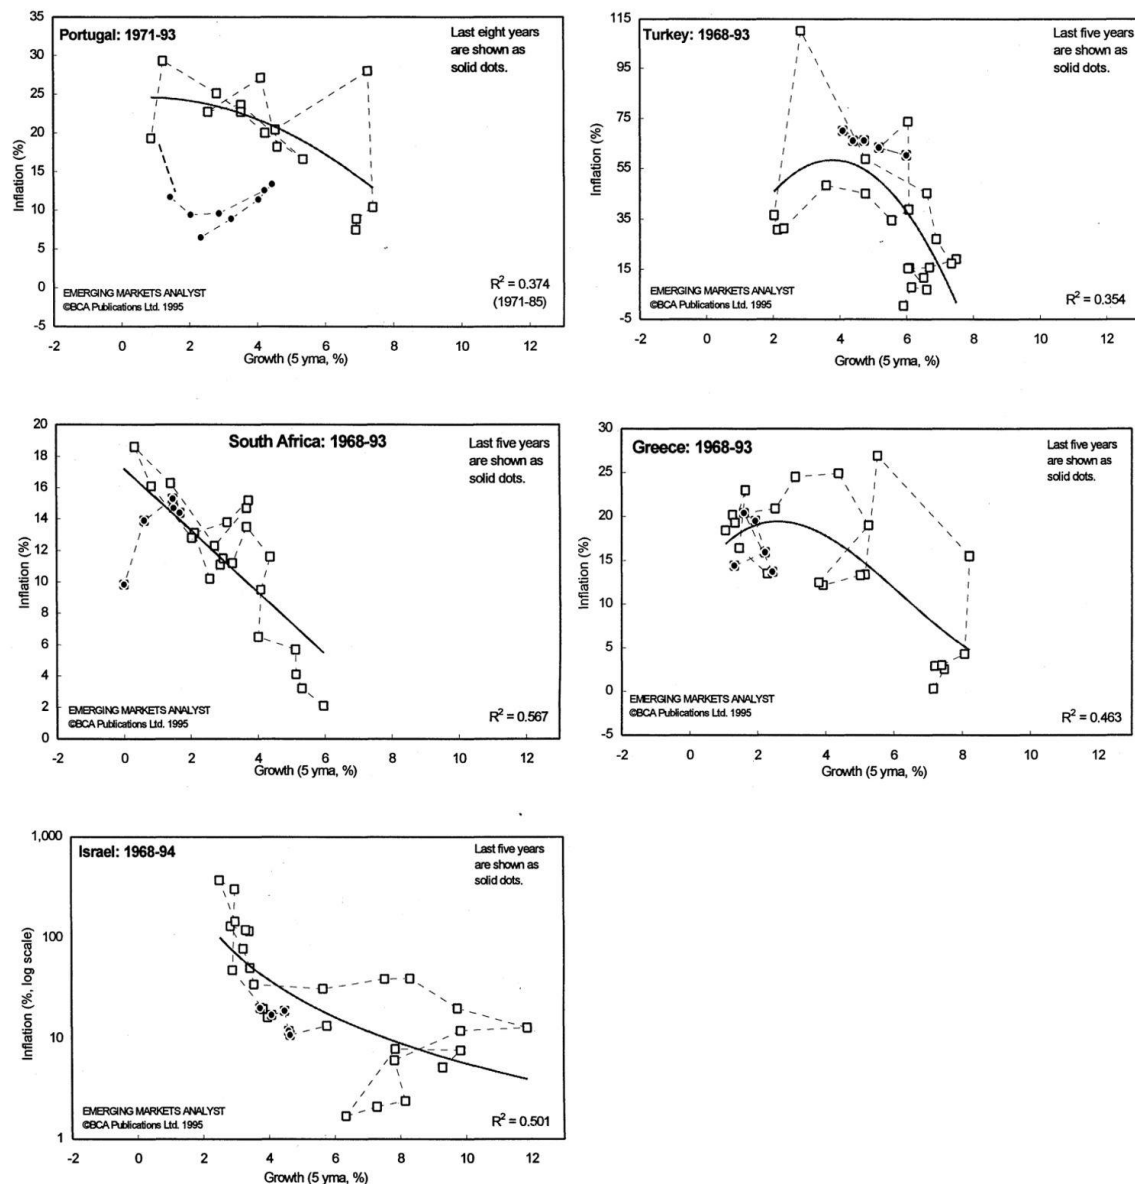 Portugal: 1971-93
Last eight years
are shown as
solid dots.
35
30
25
20
15
10
5
0
-5
Inflation (%)
EMERGING MARKETS ANALYST
©BCA Publications Ltd. 1995
R² = 0.374
(1971-85)
-2 0 2 4 6 8 10 12
Growth (5 yma, %)
Turkey: 1968-93
Last five years
are shown as
solid dots.
115
95
75
55
35
15
-5
Inflation (%)
EMERGING MARKETS ANALYST
©BCA Publications Ltd. 1995
R² = 0.354
-2 0 2 4 6 8 10 12
Growth (5 yma, %)
South Africa: 1968-93
Last five years
are shown as
solid dots.
20
18
16
14
12
10
8
6
4
2
0
Inflation (%)
EMERGING MARKETS ANALYST
©BCA Publications Ltd. 1995
R² = 0.567
-2 0 2 4 6 8 10 12
Growth (5 yma, %)
Greece: 1968-93
Last five years
are shown as
solid dots.
30
25
20
15
10
5
0
-5
Inflation (%)
EMERGING MARKETS ANALYST
©BCA Publications Ltd. 1995
R² = 0.463
-2 0 2 4 6 8 10 12
Growth (5 yma, %)
Israel: 1968-94
Last five years
are shown as
solid dots.
1,000
100
10
1
Inflation (%, log scale)
EMERGING MARKETS ANALYST
©BCA Publications Ltd. 1995
R² = 0.501
-2 0 2 4 6 8 10 12
Growth (5 yma, %)